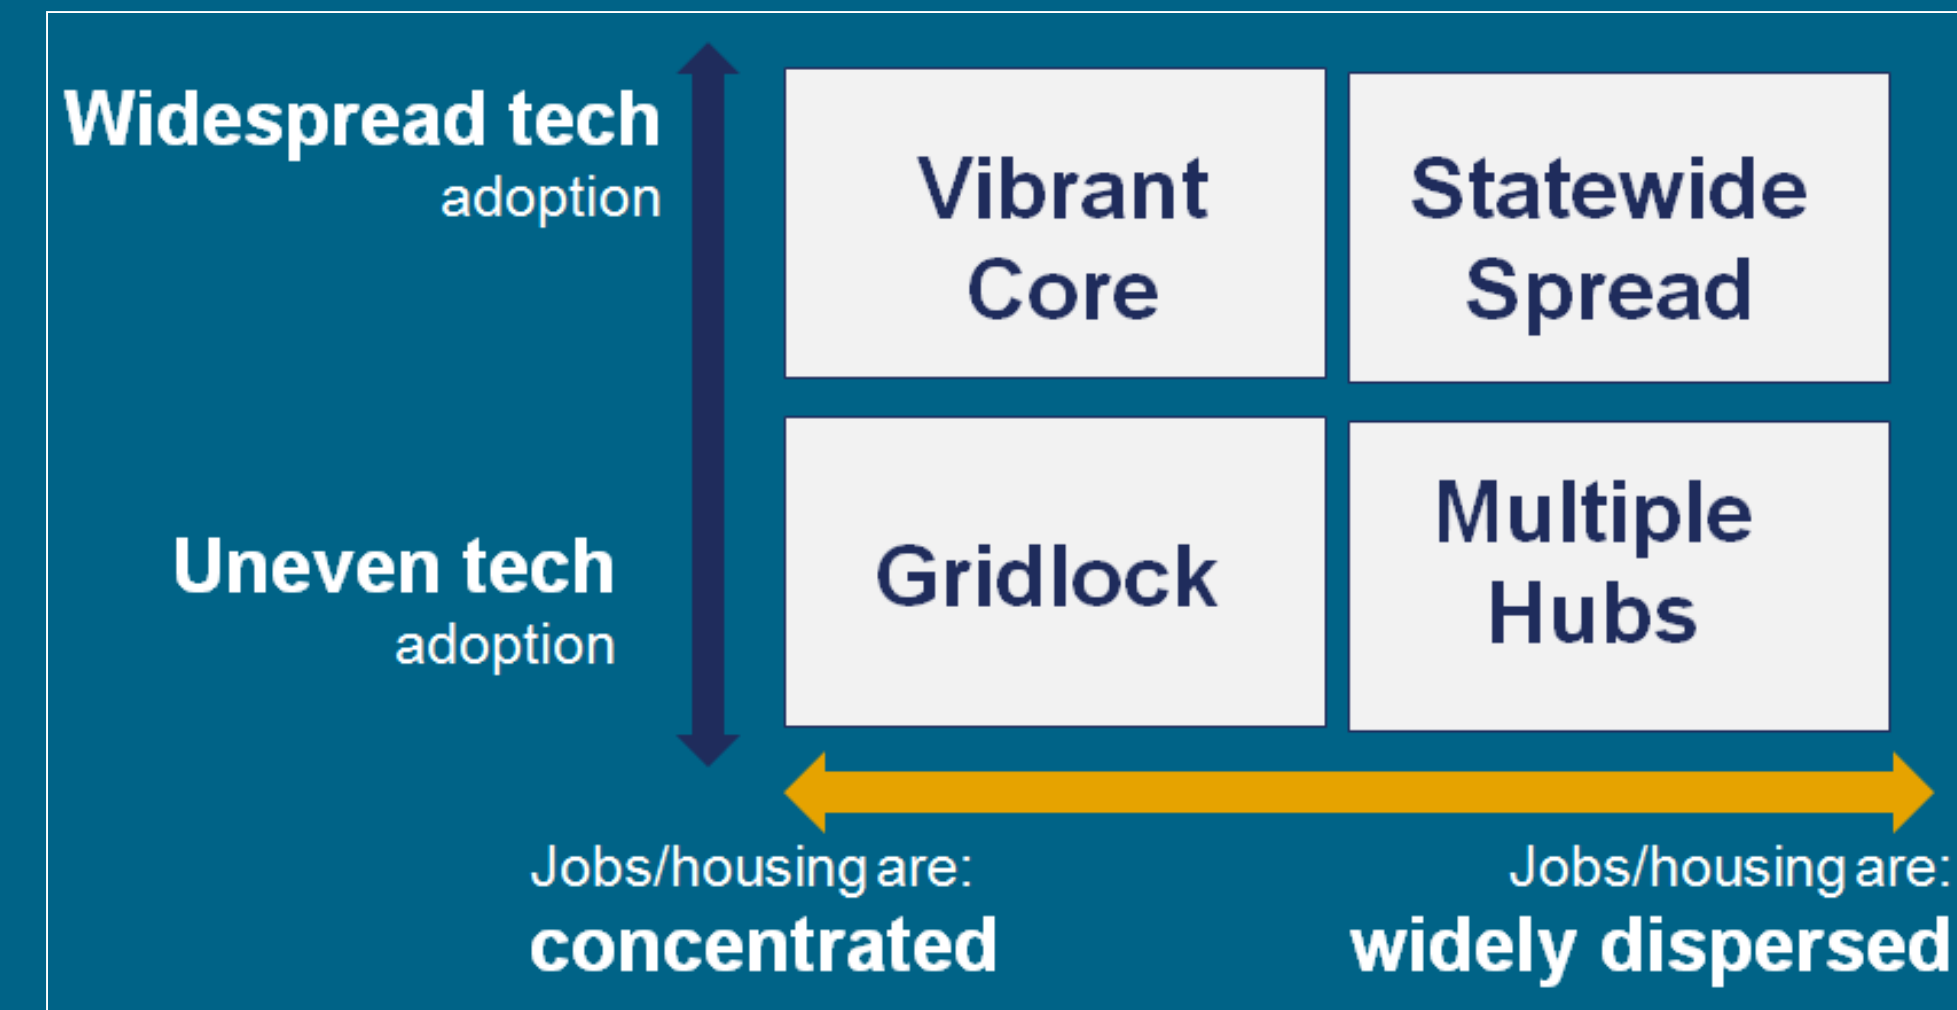 Widespread tech
adoption
Vibrant
Core
Statewide
Spread
Uneven tech
adoption
Gridlock
Multiple
Hubs
Jobs/housing are:
concentrated
Jobs/housing are:
widely dispersed